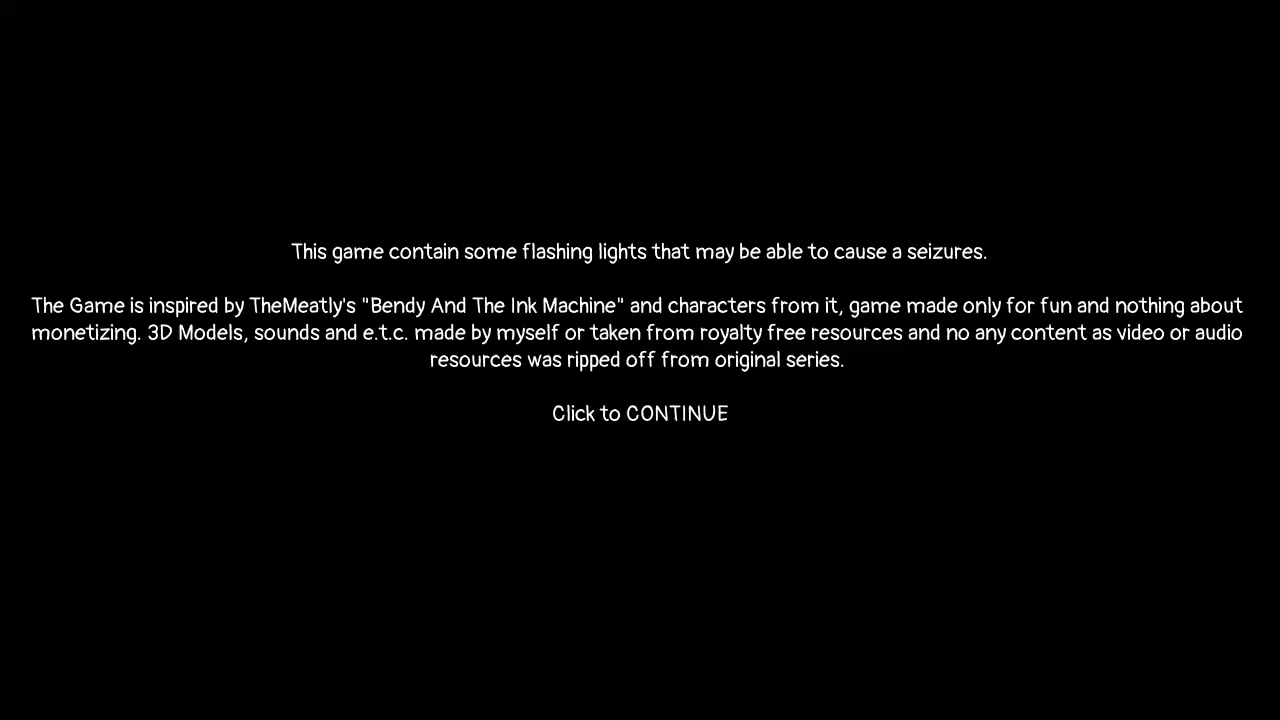 This game contain some flashing lights that may be able to cause a seizures.
The Game is inspired by TheMeatly's "Bendy And The Ink Machine" and characters from it, game made only for fun and nothing about
monetizing. 3D Models, sounds and e.t.c. made by myself or taken from royalty free resources and no any content as video or audio
resources was ripped off from original series.
Click to CONTINUE